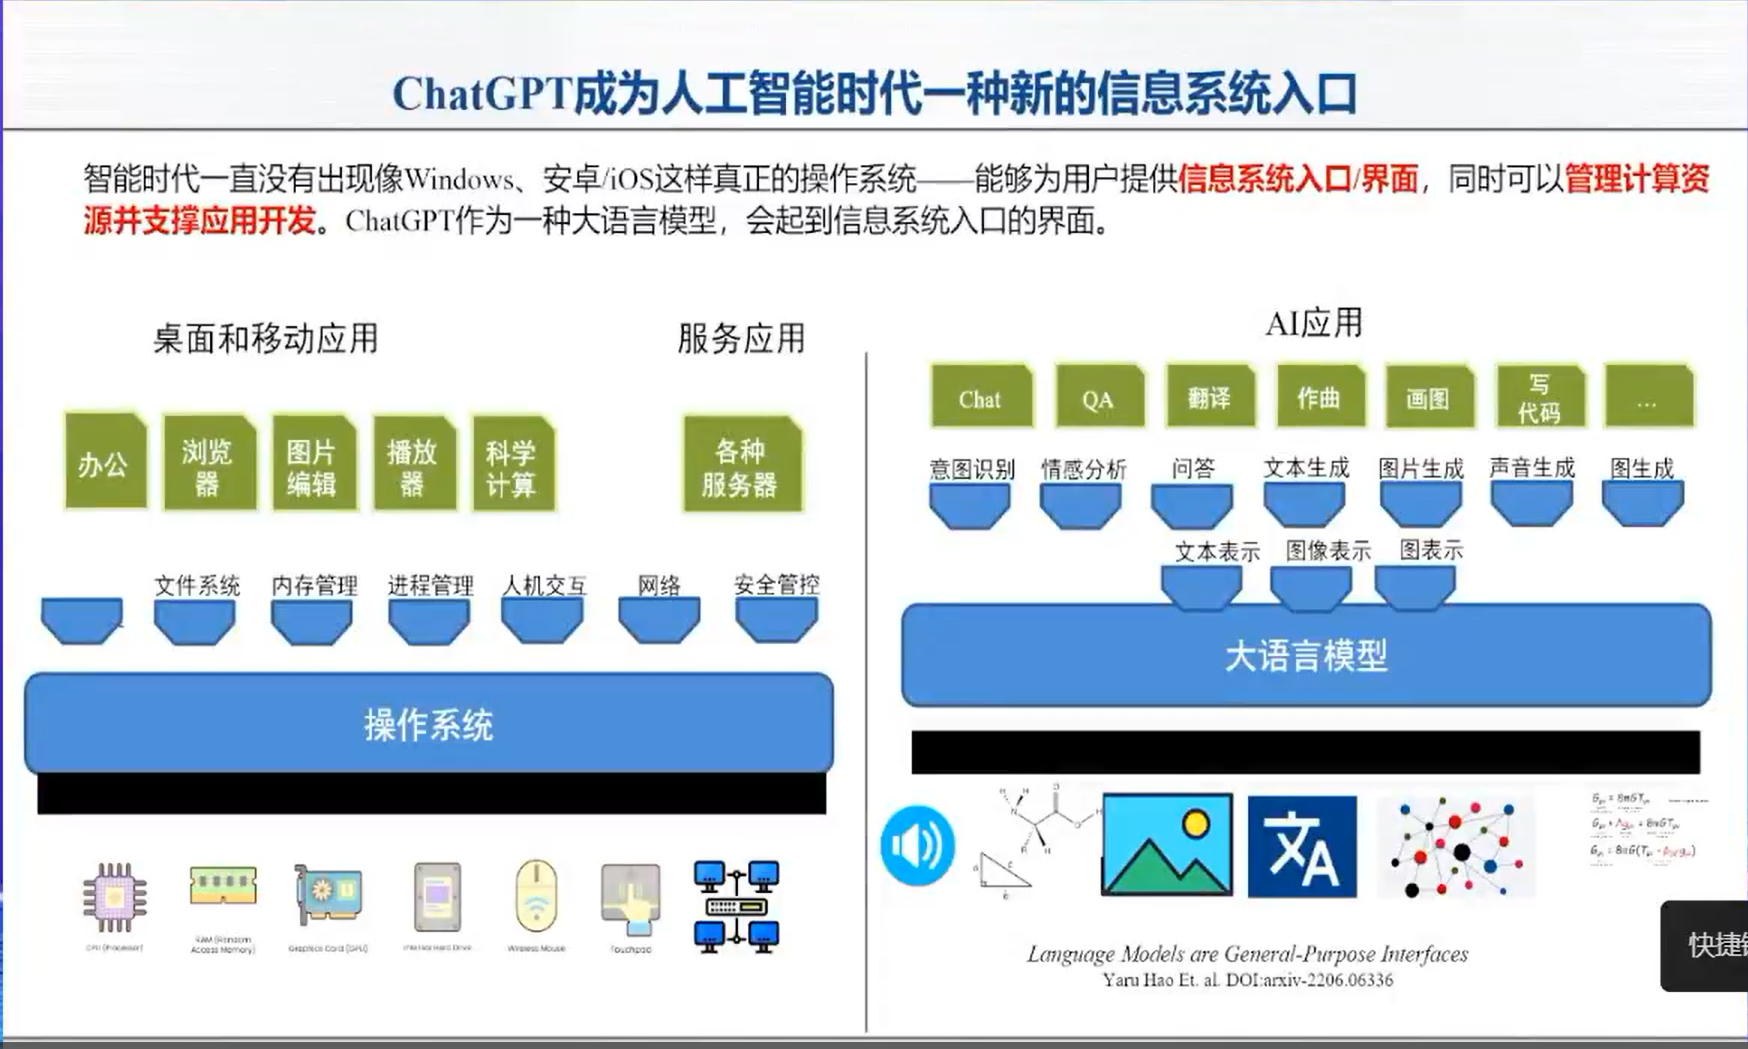 ChatGPT成为人工智能时代一种新的信息系统入口
智能时代一直没有出现像Windows、安卓/iOS这样真正的操作系统——能够为用户提供信息系统入口/界面，同时可以管理计算资
源并支撑应用开发。ChatGPT作为一种大语言模型，会起到信息系统入口的界面。
桌面和移动应用
服务应用
办公
浏览
器
图片
编辑
播放
器
科学
计算
各种
服务器
文件系统
内存管理
进程管理
人机交互
网络
安全管控
操作系统
CPU (Processor)
RAM (Random
Access Memory)
Graphics Card (GPU)
Internal Hard Drive
Wireless Mouse
Touchpad
AI应用
Chat
QA
翻译
作曲
画图
写
代码
...
意图识别
情感分析
问答
文本生成
图片生成
声音生成
图生成
文本表示
图像表示
图表示
大语言模型
文A
Language Models are General-Purpose Interfaces
Yaru Hao Et. al. DOI:arxiv-2206.06336
快捷